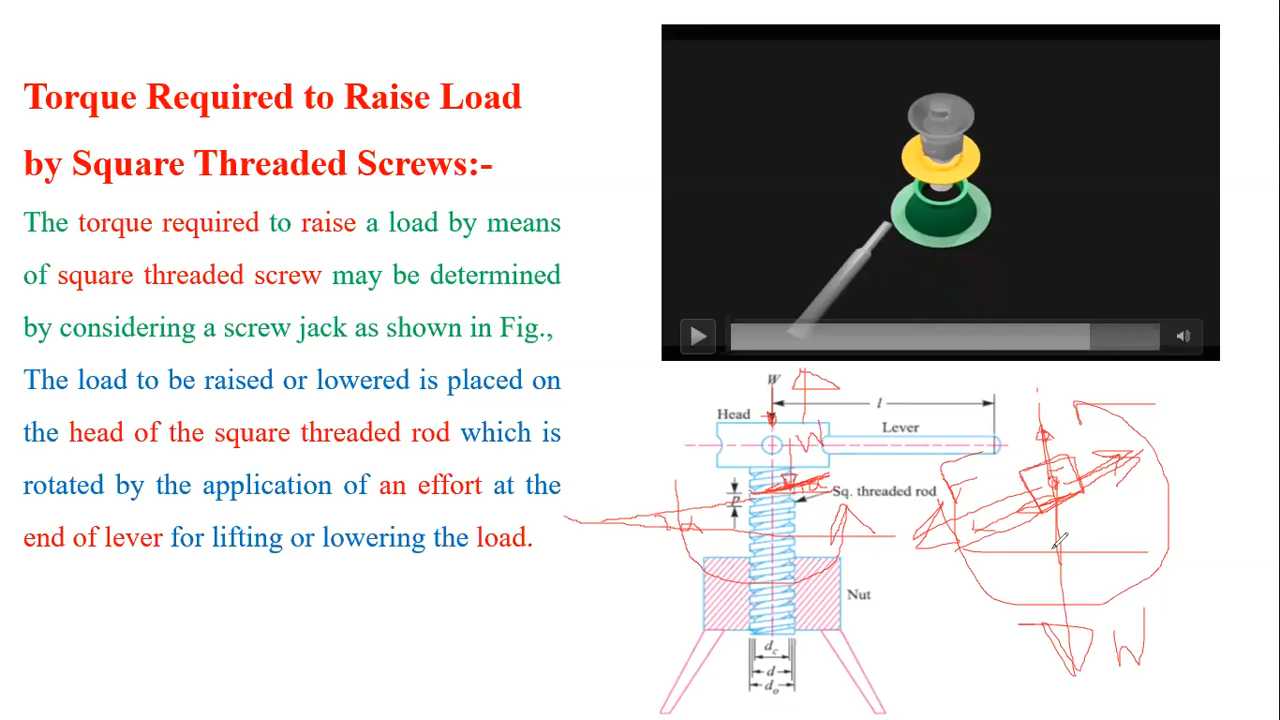 Torque Required to Raise Load
by Square Threaded Screws:-
The torque required to raise a load by means
of square threaded screw may be determined
by considering a screw jack as shown in Fig.,
The load to be raised or lowered is placed on
the head of the square threaded rod which is
rotated by the application of an effort at the
end of lever for lifting or lowering the load.
W
l
Head
Lever
W
α
Sq. threaded rod
p
α
Nut
W
d꜀
d
dₒ